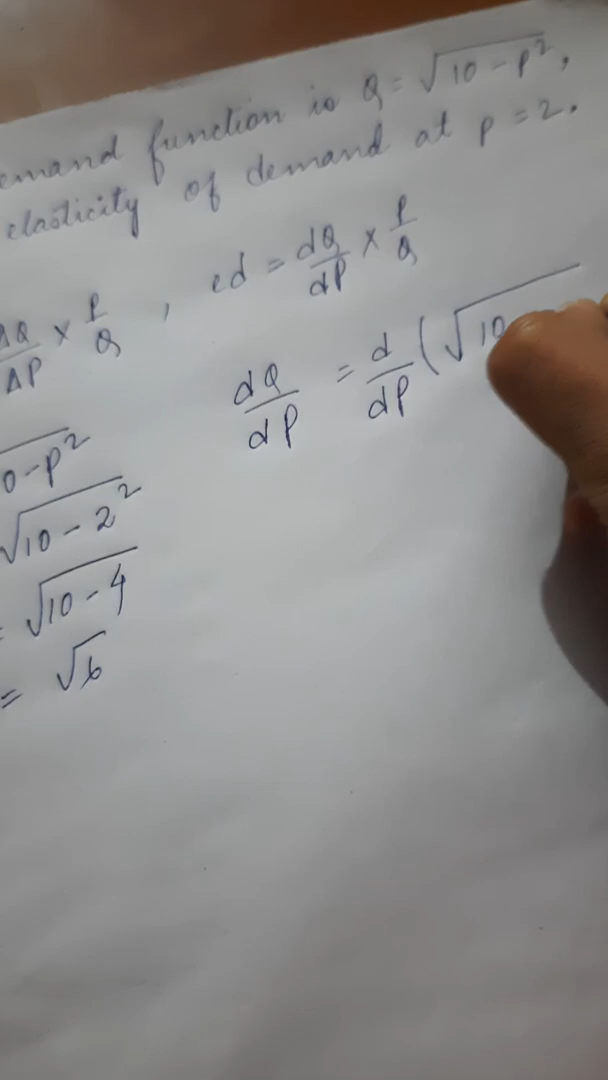 emand function is Q = √10 - P²,
elasticity of demand at P = 2.
ΔQ/ΔP × P/Q , ed = dQ/dP × P/Q
dQ/dP = d/dP (√10
0 - P²
√10 - 2²
= √10 - 4
= √6